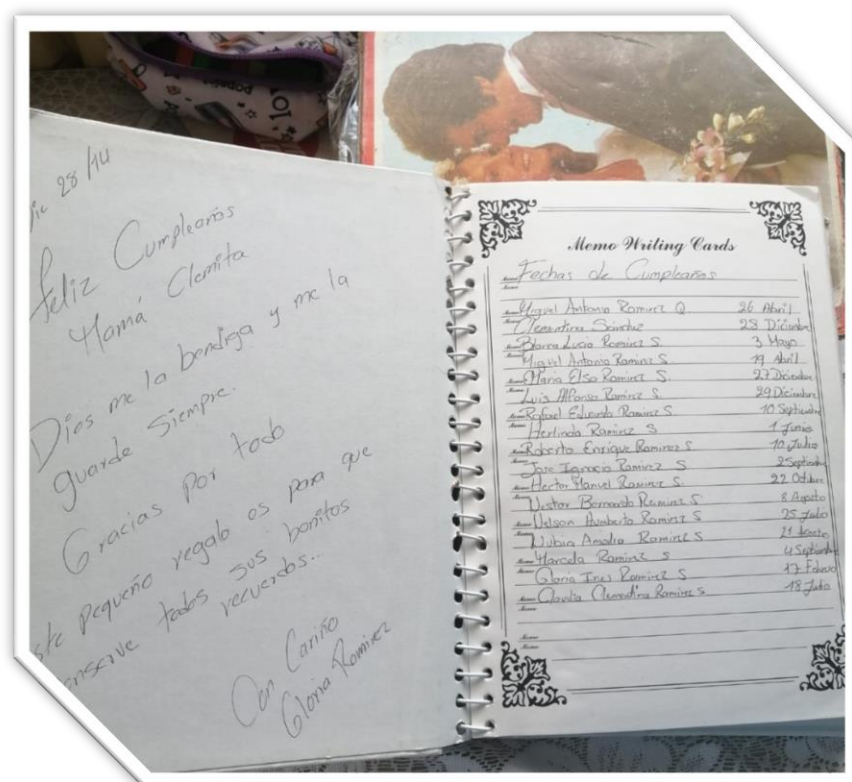 Dic 28/14
Feliz Cumpleaños
Mamá Clemita
Dios me la bendiga y me la
guarde siempre.
Gracias por todo
este pequeño regalo es para que
conserve todos sus bonitos
recuerdos..
Con Cariño
Gloria Ramirez
Memo Writing Cards
Fechas de Cumpleaños
Miguel Antonio Ramirez Q. 26 Abril
Clementina Sánchez 28 Diciembre
Blanca Lucia Ramirez S. 3 Mayo
Miguel Antonio Ramirez S. 19 Abril
Maria Elsa Ramirez S. 27 Diciembre
Luis Alfonso Ramirez S. 29 Diciembre
Rafael Eduardo Ramirez S. 10 Septiembre
Herlinda Ramirez S 1 Junio
Roberto Enrique Ramirez S 10 Julio
Jose Ignacio Ramirez S 2 Septiembre
Hector Manuel Ramirez S. 22 Octubre
Nestor Bernardo Ramirez S 8 Agosto
Nelson Humberto Ramirez S 25 Julio
Nubia Amalia Ramirez S 21 Agosto
Marcela Ramirez S 4 Septiembre
Gloria Ines Ramirez S 17 Febrero
Claudia Clementina Ramirez S 18 Julio